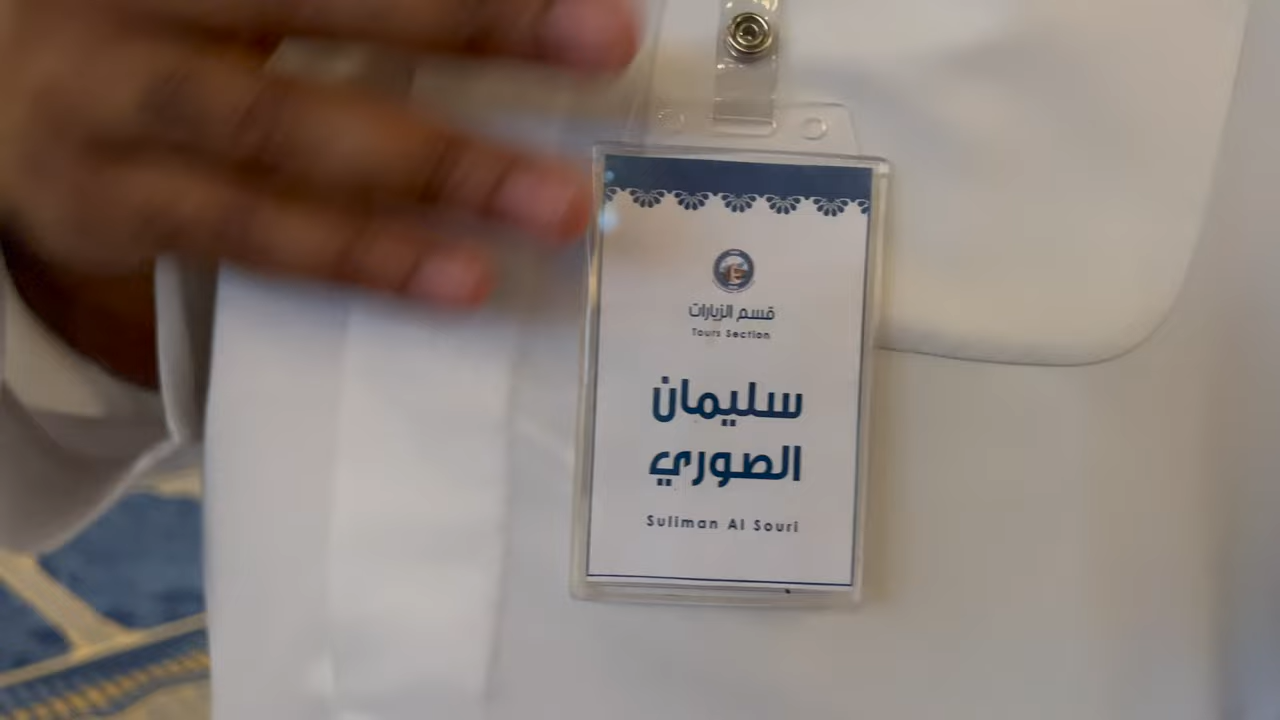 قسم الزيارات
Tours Section
سليمان
الصوري
Suliman Al Souri